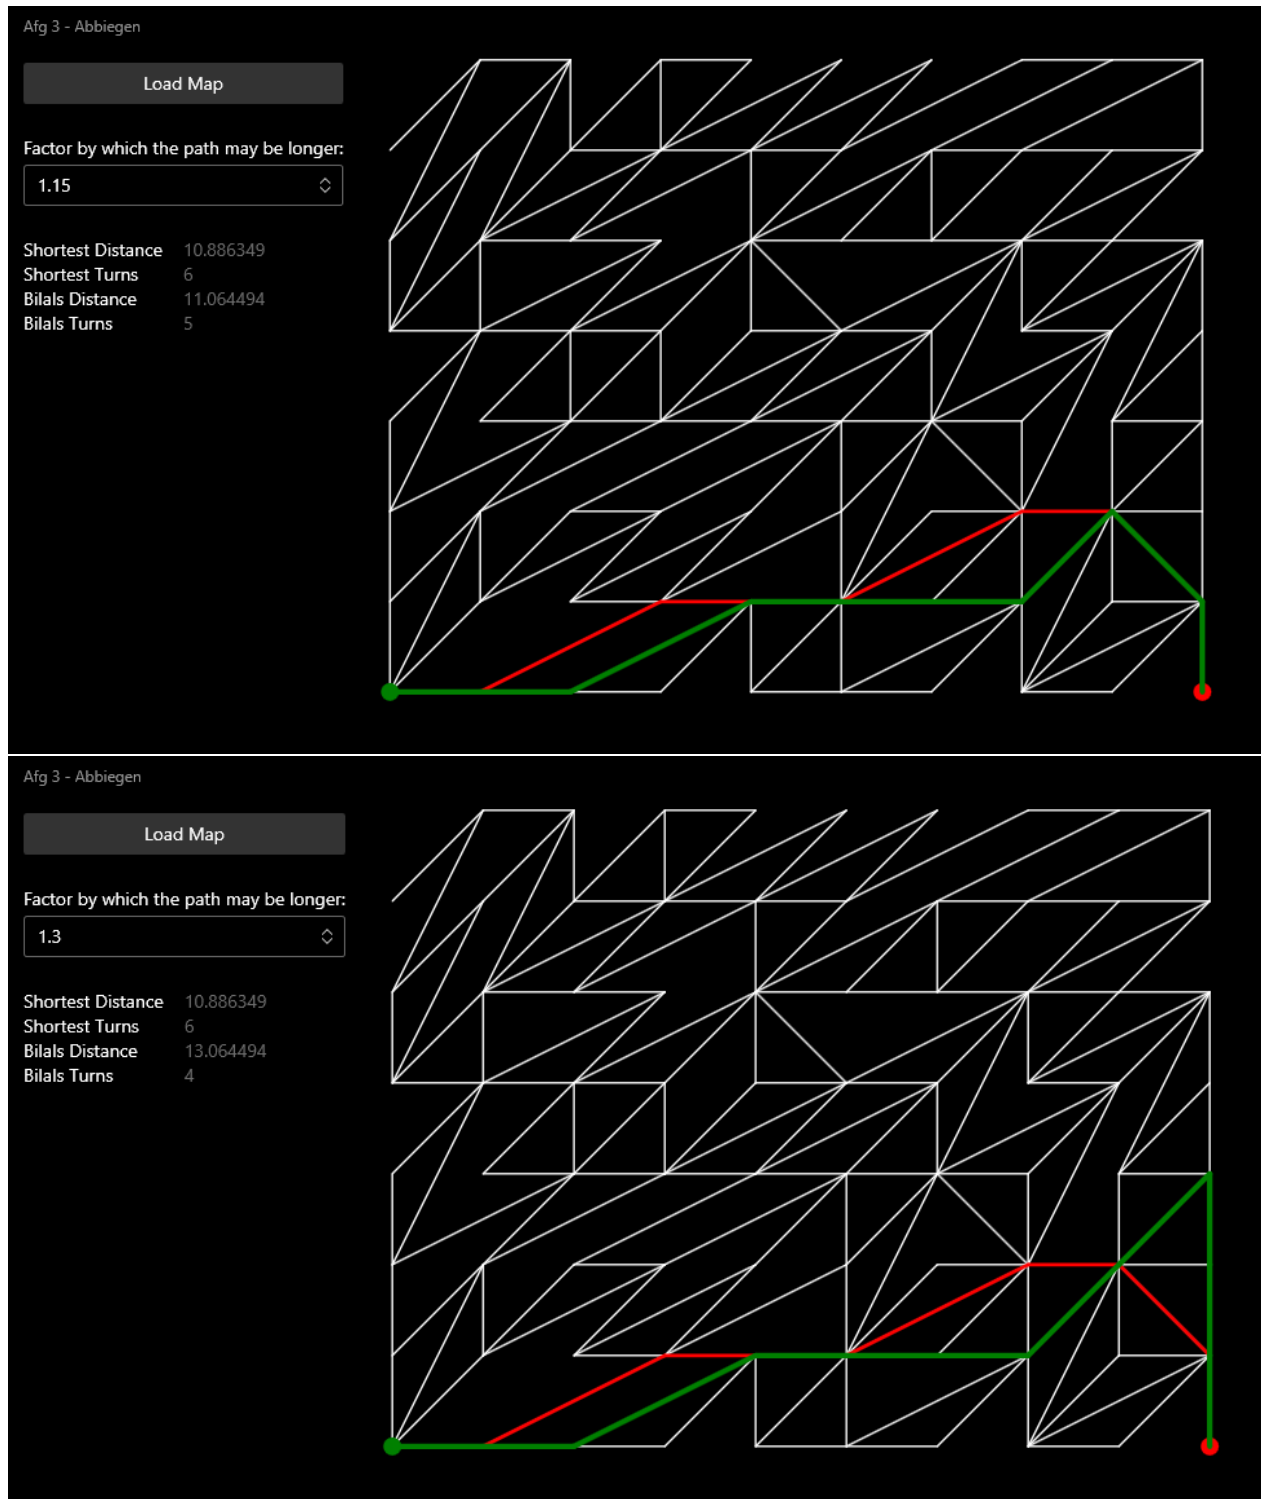 Afg 3 - Abbiegen
Load Map
Factor by which the path may be longer:
1.15
Shortest Distance 10.886349
Shortest Turns 6
Bilals Distance 11.064494
Bilals Turns 5
Afg 3 - Abbiegen
Load Map
Factor by which the path may be longer:
1.3
Shortest Distance 10.886349
Shortest Turns 6
Bilals Distance 13.064494
Bilals Turns 4